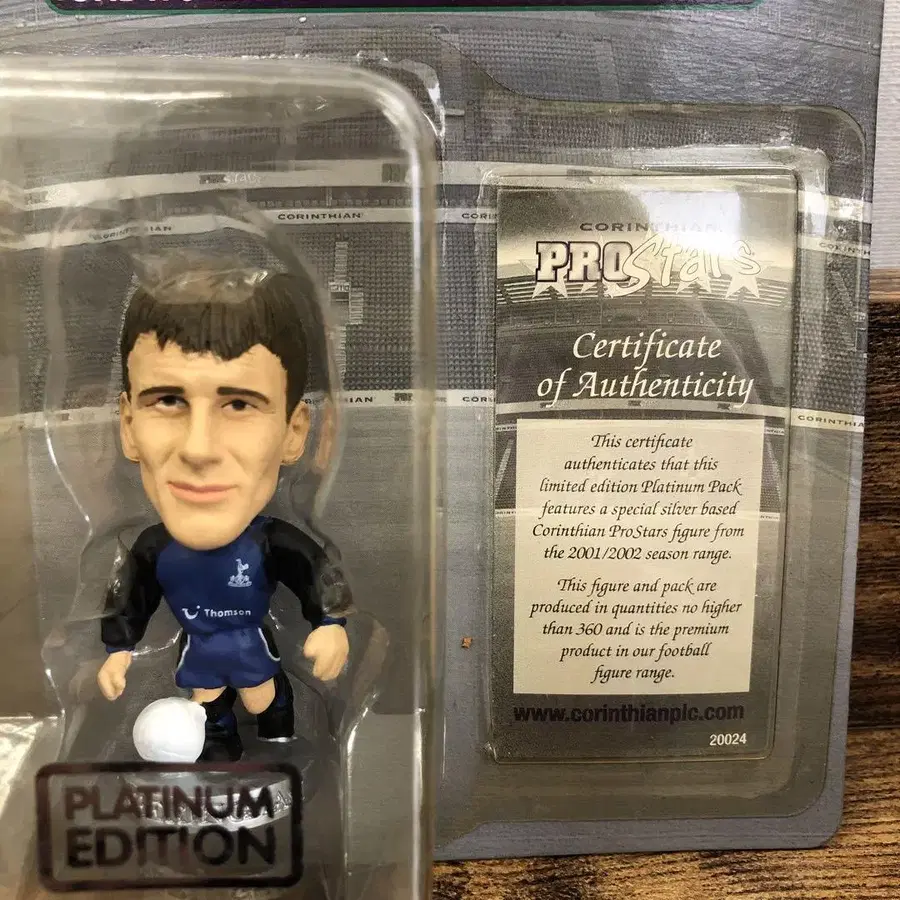 CORINTHIAN
CORINTHIAN
PROStars
Certificate
of Authenticity
This certificate
authenticates that this
limited edition Platinum Pack
features a special silver based
Corinthian ProStars figure from
the 2001/2002 season range.
This figure and pack are
produced in quantities no higher
than 360 and is the premium
product in our football
figure range.
www.corinthianplc.com
20024
CORINTHIA
Thomson
PLATINUM
EDITION